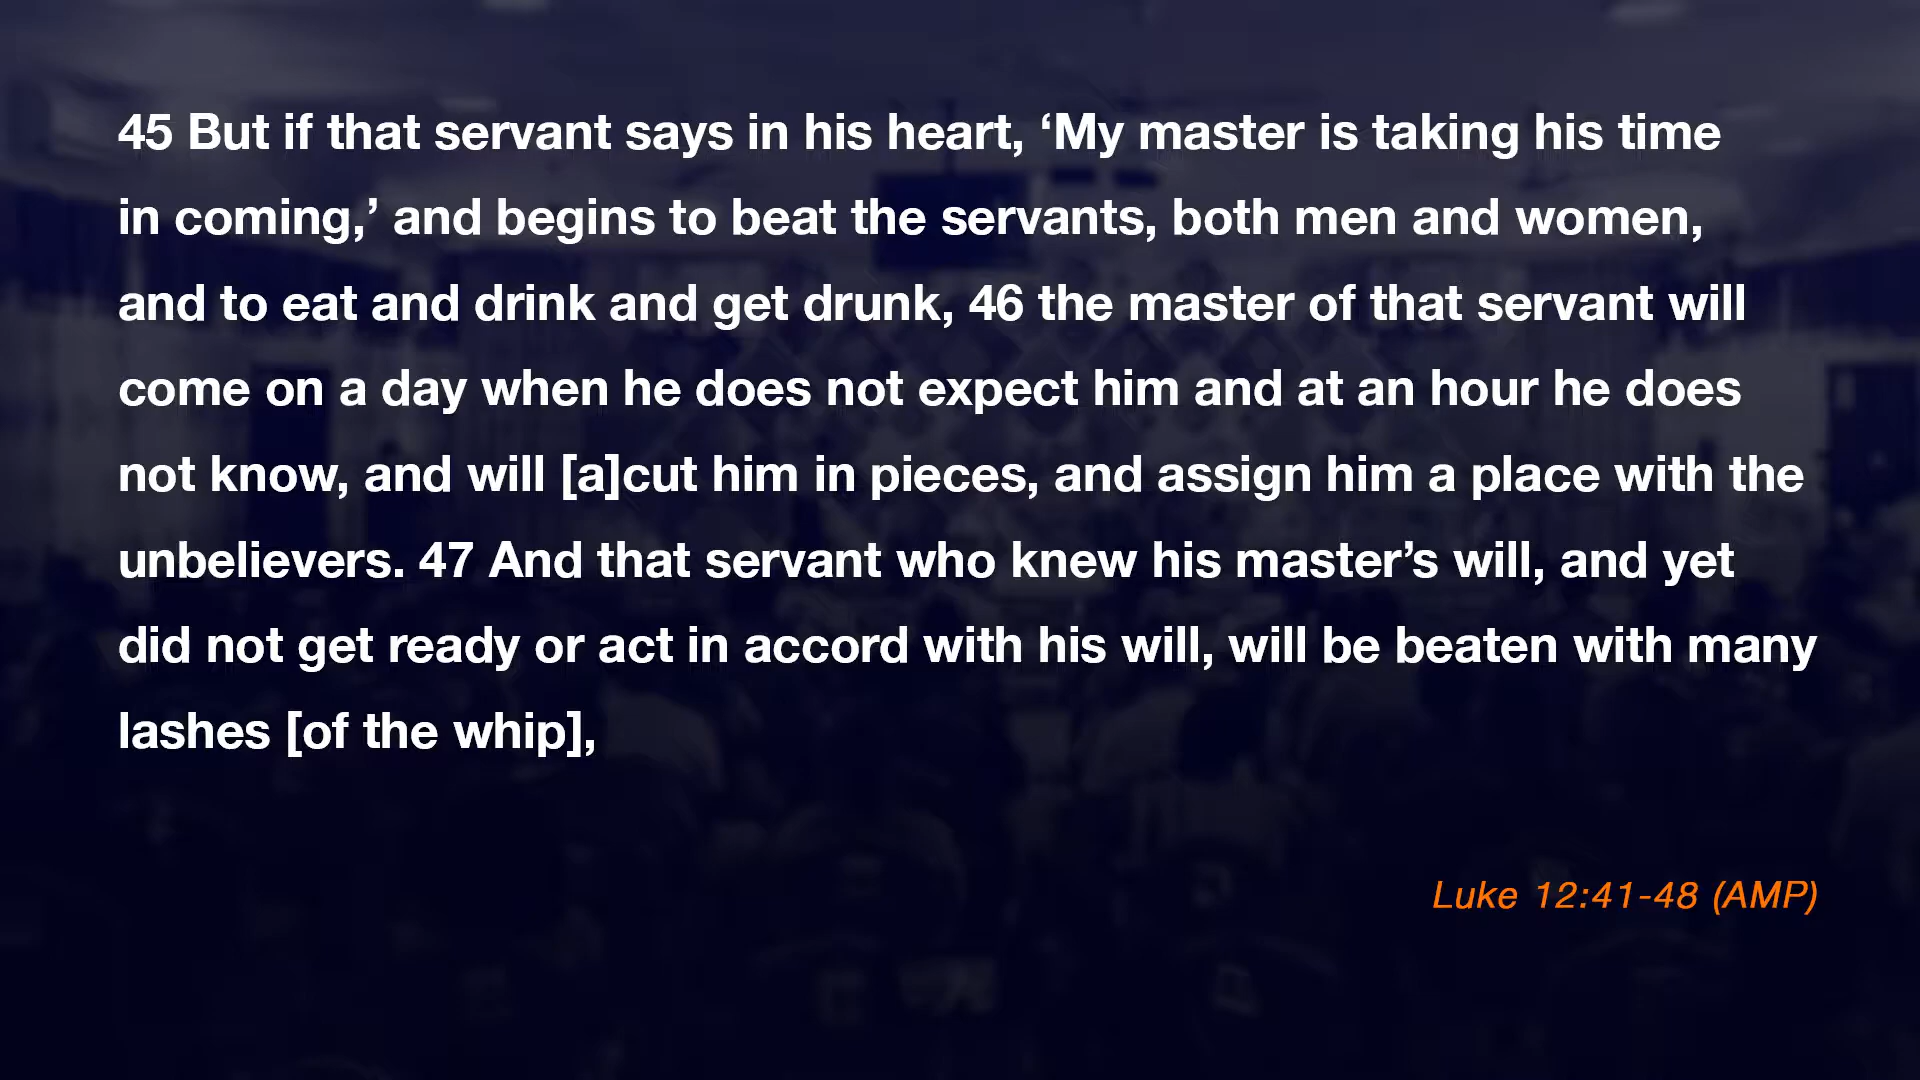 45 But if that servant says in his heart, ‘My master is taking his time
in coming,’ and begins to beat the servants, both men and women,
and to eat and drink and get drunk, 46 the master of that servant will
come on a day when he does not expect him and at an hour he does
not know, and will [a]cut him in pieces, and assign him a place with the
unbelievers. 47 And that servant who knew his master’s will, and yet
did not get ready or act in accord with his will, will be beaten with many
lashes [of the whip],
Luke 12:41-48 (AMP)